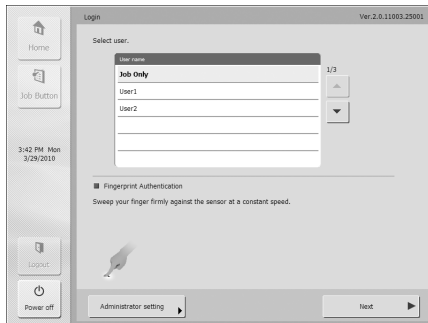 Login
Ver.2.0.11003.25001
Home
Job Button
3:42 PM Mon
3/29/2010
Logout
Power off
Select user.
User name
Job Only
User1
User2
1/3
Fingerprint Authentication
Sweep your finger firmly against the sensor at a constant speed.
Administrator setting
Next